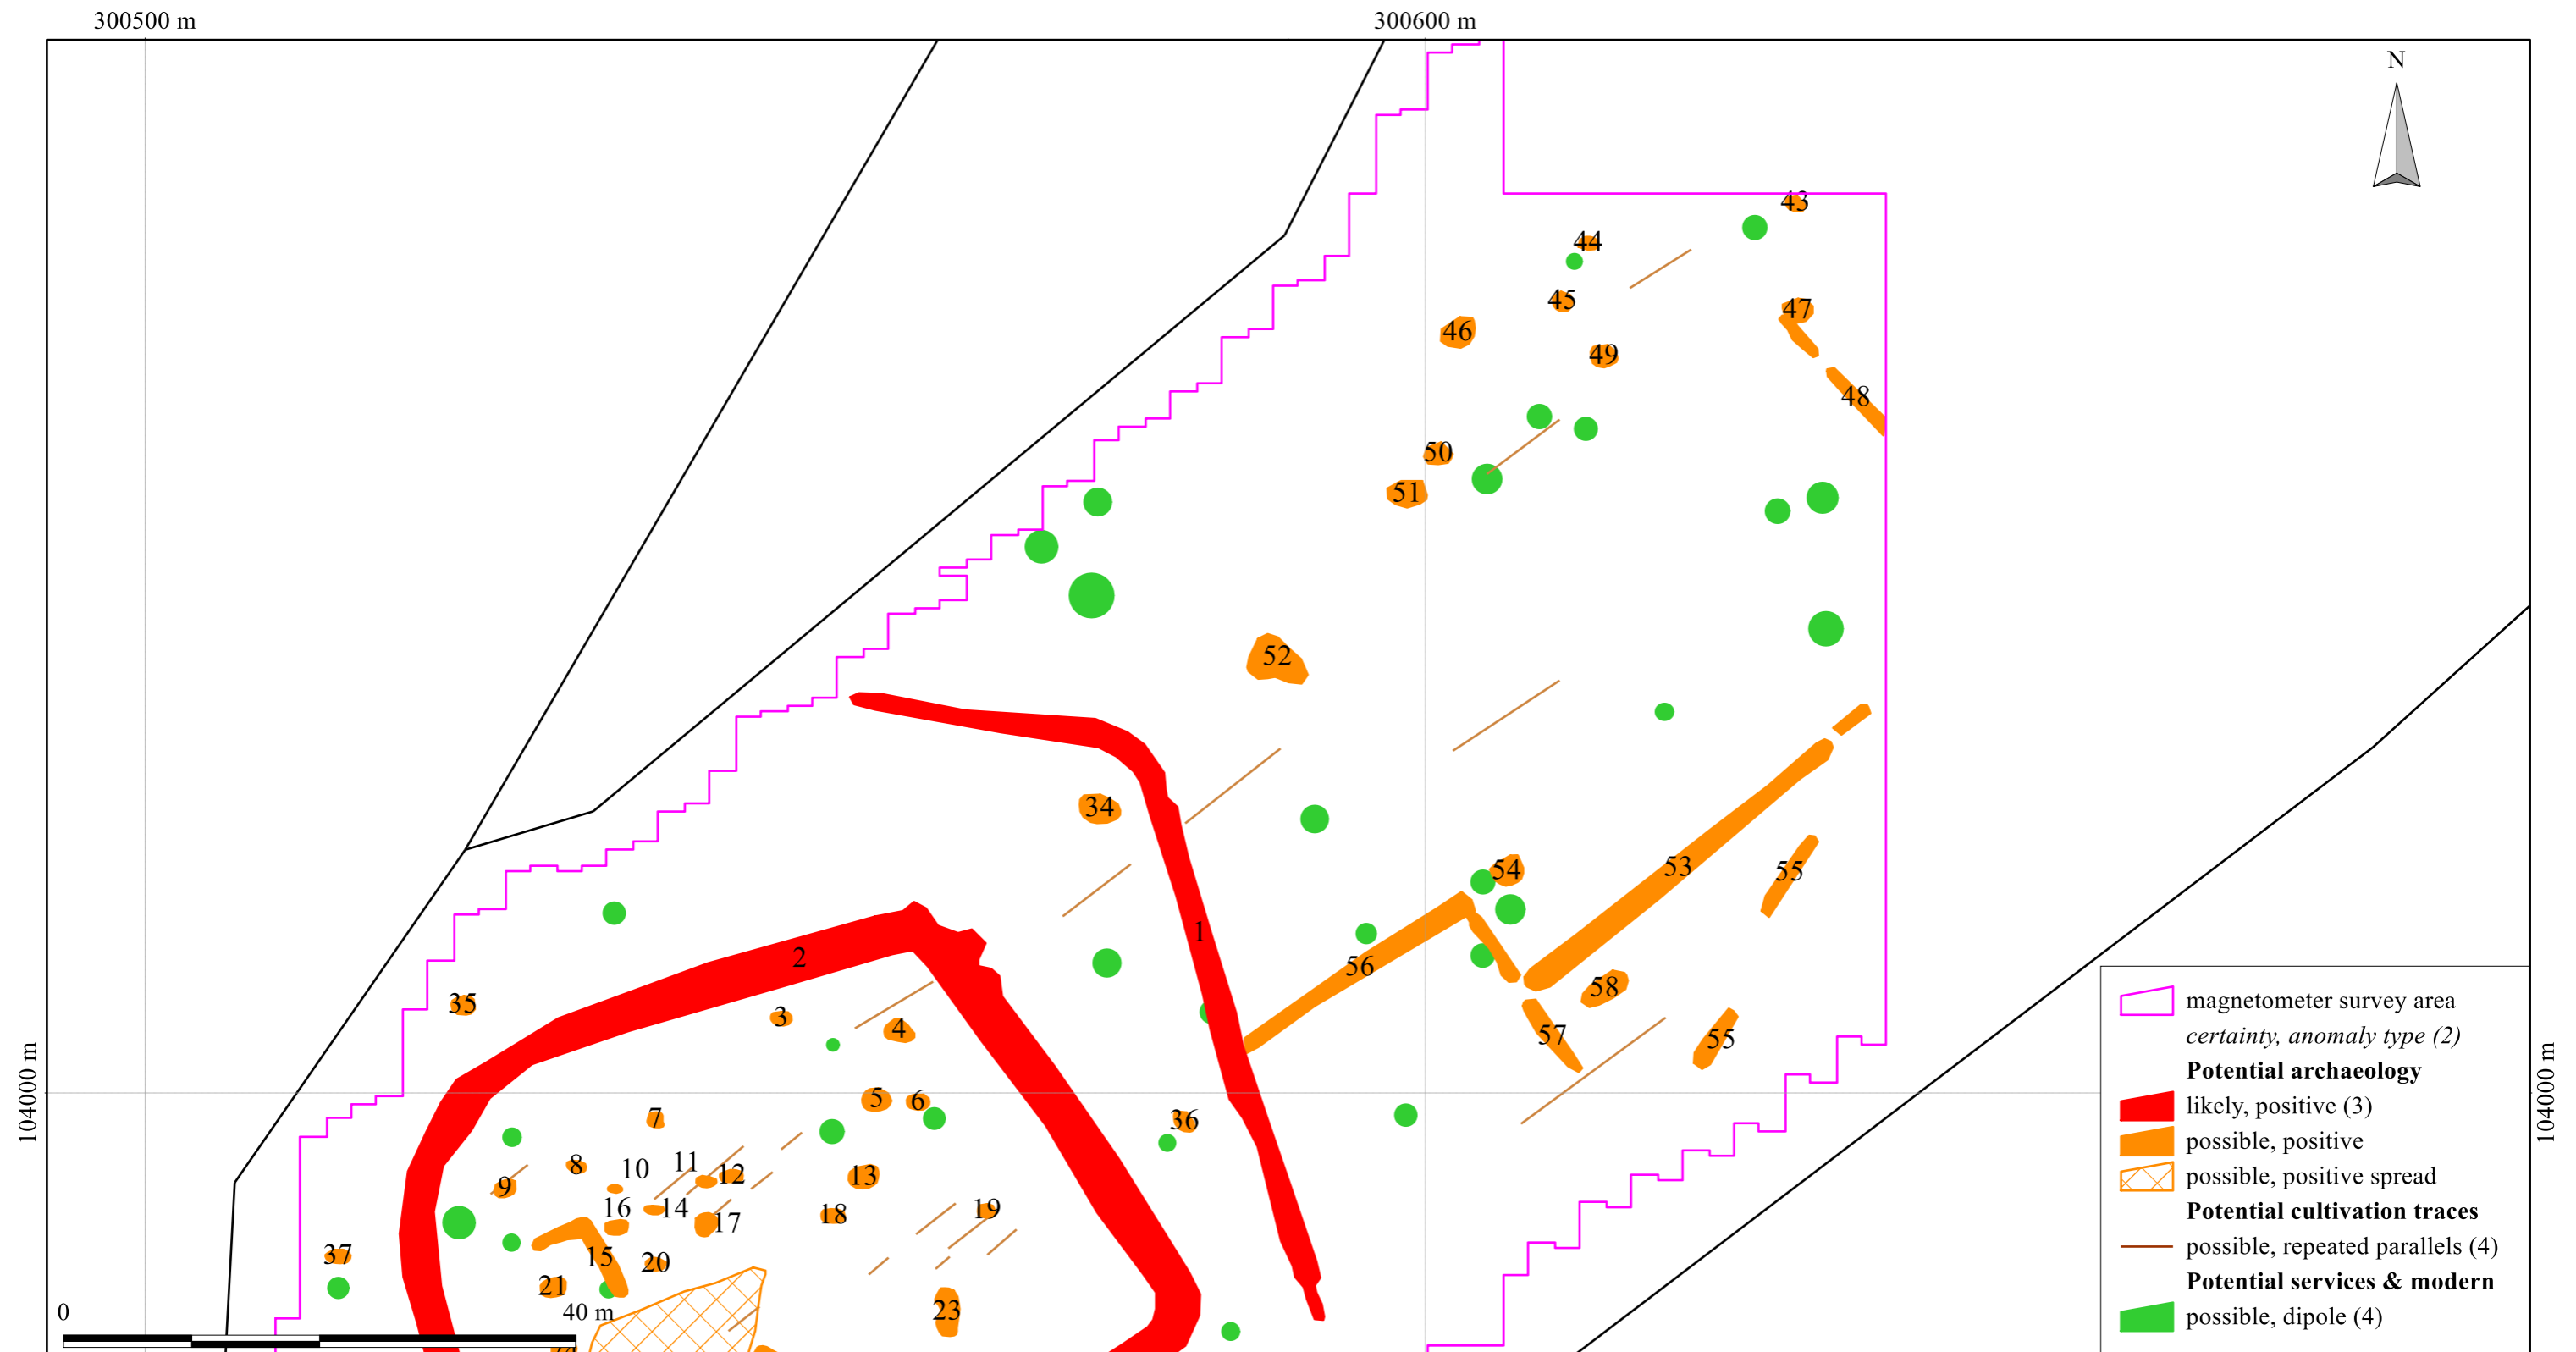 300500 m
300600 m
N
43
44
45
47
46
49
48
50
51
52
34
54
53
55
1
2
56
58
35
3
4
57
55
5
6
7
36
8
10
11
12
9
13
16
14
17
18
19
37
15
20
21
23
0
40 m
104000 m
104000 m
magnetometer survey area
certainty, anomaly type (2)
Potential archaeology
likely, positive (3)
possible, positive
possible, positive spread
Potential cultivation traces
possible, repeated parallels (4)
Potential services & modern
possible, dipole (4)